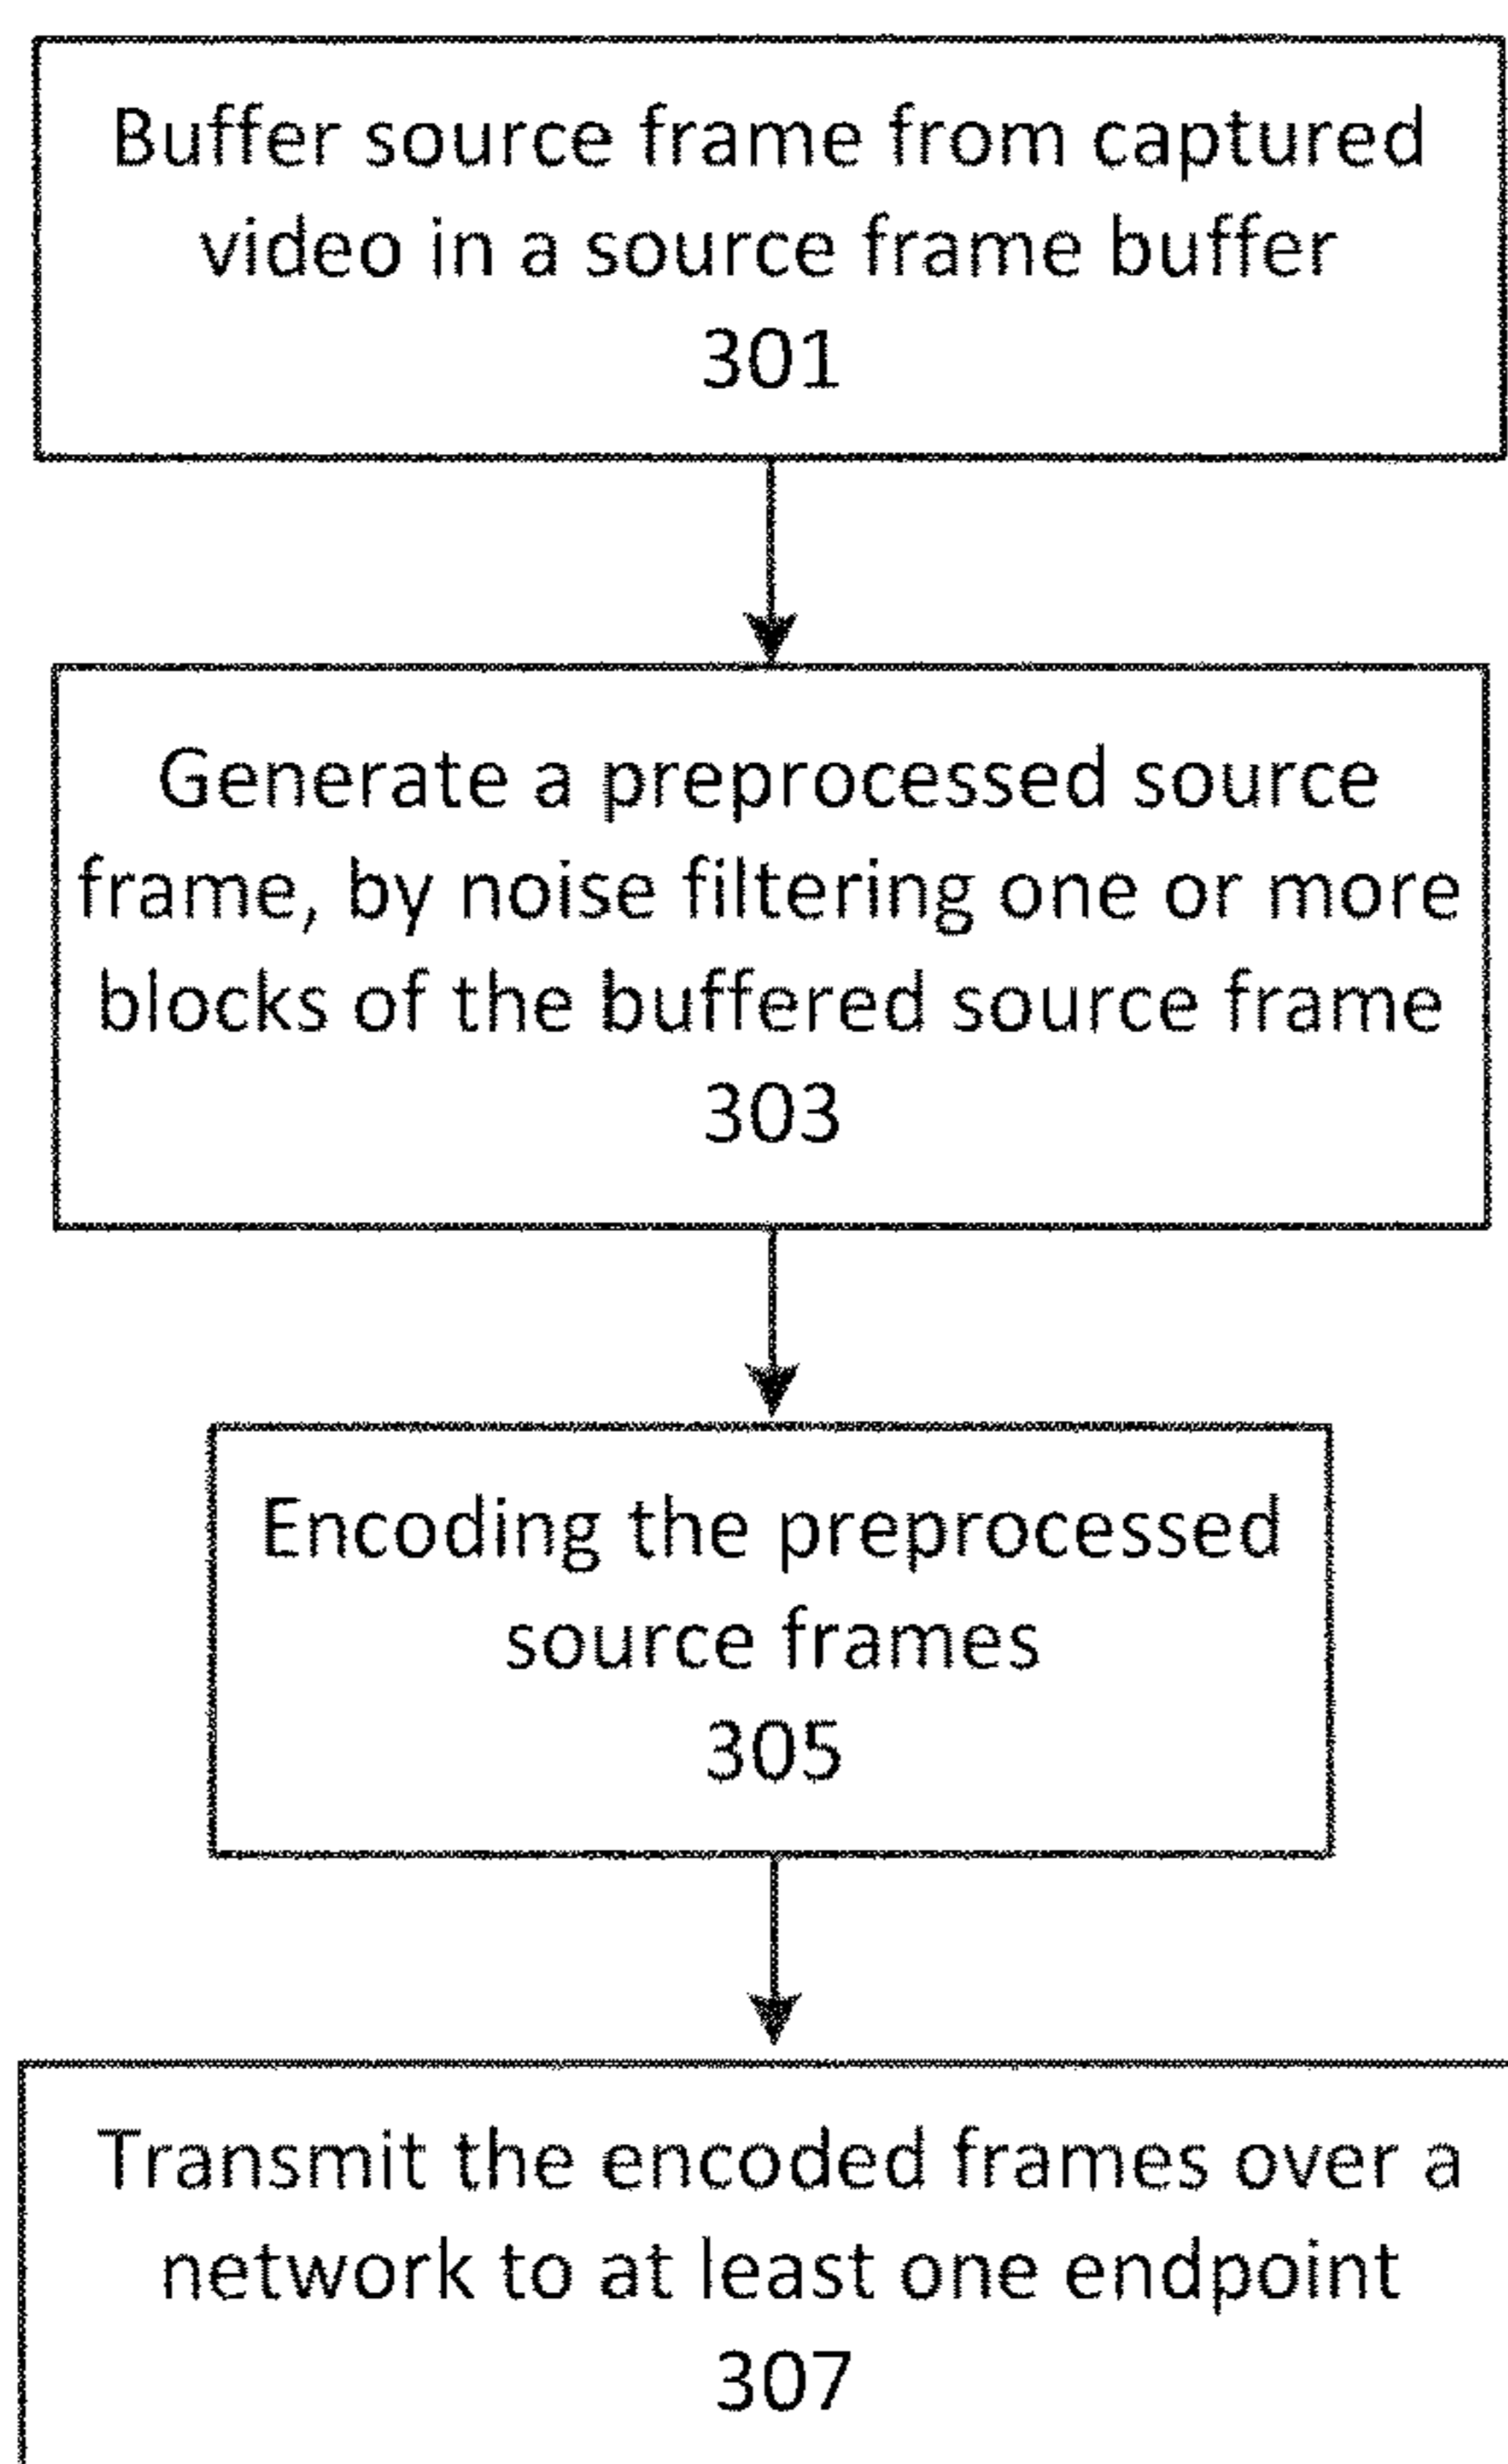 Buffer source frame from captured
video in a source frame buffer
301
Generate a preprocessed source
frame, by noise filtering one or more
blocks of the buffered source frame
303
Encoding the preprocessed
source frames
305
Transmit the encoded frames over a
network to at least one endpoint
307